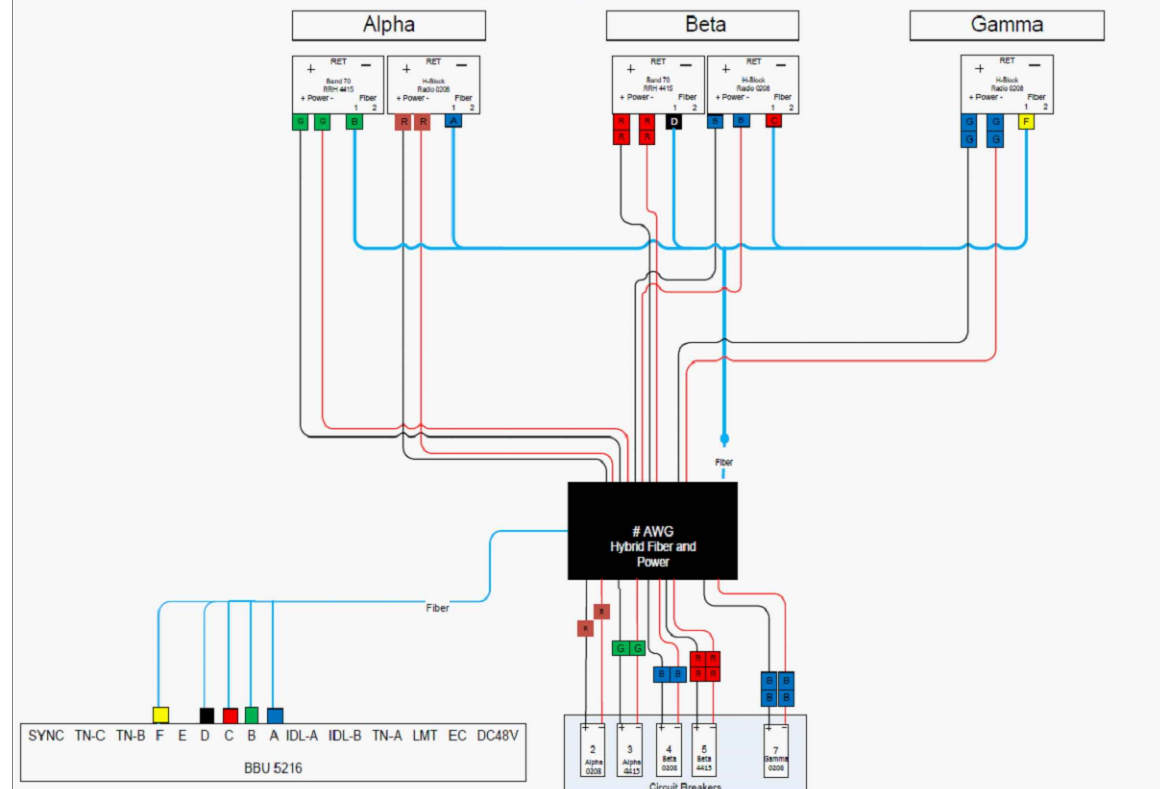 Alpha
Beta
Gamma
+ RET −
Band 70
RRH 4415
+ Power - Fiber
1 2
+ RET −
H-Block
Radio 0208
+ Power - Fiber
1 2
+ RET −
Band 70
RRH 4415
+ Power - Fiber
1 2
+ RET −
H-Block
Radio 0208
+ Power - Fiber
1 2
+ RET −
H-Block
Radio 0208
+ Power - Fiber
1 2
G G B R R A
R R D B B C
R R
G G F
G G
Fiber
# AWG
Hybrid Fiber and
Power
Fiber
R R
G G
B B
R R
R R
B B
B B
SYNC TN-C TN-B F E D C B A IDL-A IDL-B TN-A LMT EC DC48V
BBU 5216
+ −
2
Alpha
0208
+ −
3
Alpha
4415
+ −
4
Beta
0208
+ −
5
Beta
4415
+ −
7
Gamma
0208
Circuit Breakers